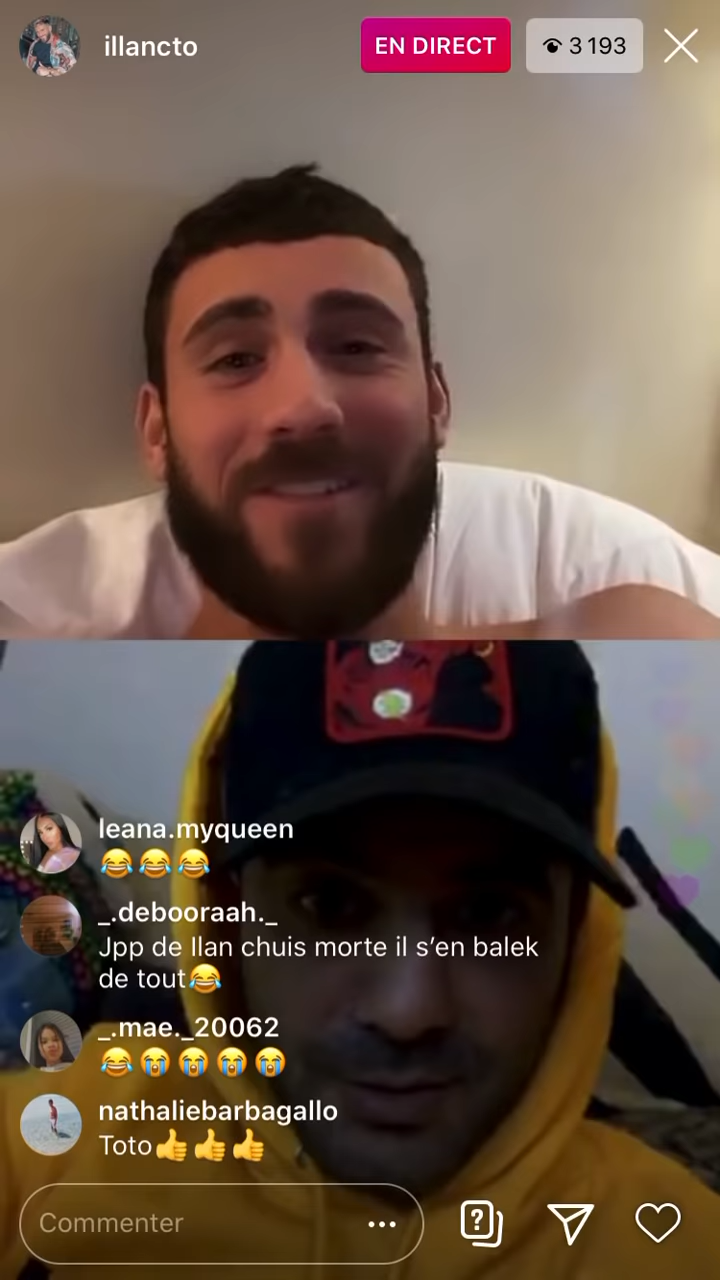 illancto
EN DIRECT
3 193
leana.myqueen
😂😂😂
_.debooraah._
Jpp de Ilan chuis morte il s’en balek
de tout😂
_.mae._20062
😂😭😭😭😭
nathaliebarbagallo
Toto👍👍👍
Commenter